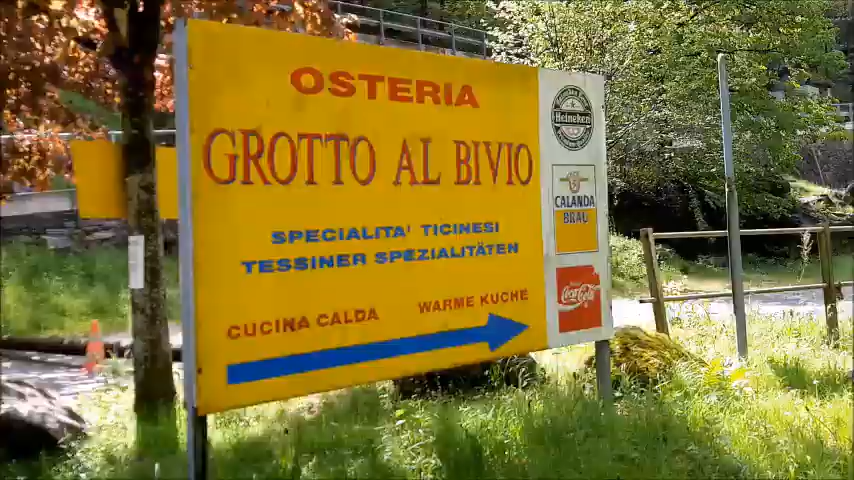 OSTERIA
GROTTO AL BIVIO
SPECIALITA' TICINESI
TESSINER SPEZIALITÄTEN
CUCINA CALDA
WARME KUCHE
Heineken
CALANDA
BRÄU
Coca-Cola